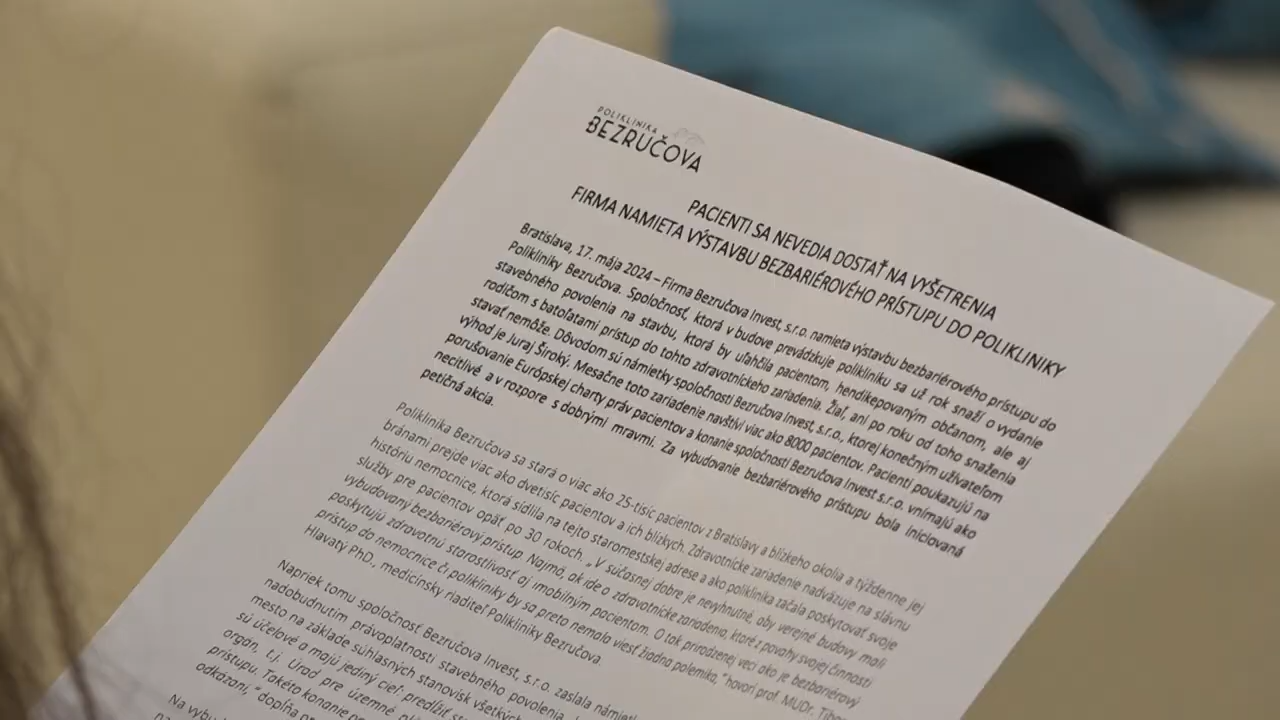 POLIKLINIKA
BEZRUČOVA
PACIENTI SA NEVEDIA DOSTAŤ NA VYŠETRENIA
FIRMA NAMIETA VÝSTAVBU BEZBARIÉROVÉHO PRÍSTUPU DO POLIKLINIKY
Bratislava, 17. mája 2024 – Firma Bezručova Invest, s.r.o. namieta výstavbu bezbariérového prístupu do
Polikliniky Bezručova. Spoločnosť, ktorá v budove prevádzkuje polikliniku sa už rok snaží o vydanie
stavebného povolenia na stavbu, ktorá by uľahčila pacientom, hendikepovaným občanom, ale aj
rodičom s batoľatami prístup do tohto zdravotníckeho zariadenia. Žiaľ, ani po roku od toho snaženia
stavať nemôže. Dôvodom sú námietky spoločnosti Bezručova Invest, s.r.o., ktorej konečným užívateľom
výhod je Juraj Široký. Mesačne toto zariadenie navštívi viac ako 8000 pacientov. Pacienti poukazujú na
porušovanie Európskej charty práv pacientov a konanie spoločnosti Bezručova Invest s.r.o. vnímajú ako
necitlivé a v rozpore s dobrými mravmi. Za vybudovanie bezbariérového prístupu bola iniciovaná
petičná akcia.
Poliklinika Bezručova sa stará o viac ako 25-tisíc pacientov z Bratislavy a blízkeho okolia a týždenne jej
bránami prejde viac ako dvetisíc pacientov a ich blízkych. Zdravotnícke zariadenie nadväzuje na slávnu
históriu nemocnice, ktorá sídlila na tejto staromestskej adrese a ako poliklinika začala poskytovať svoje
služby pre pacientov opäť po 30 rokoch. „V súčasnej dobre je nevyhnutné, aby verejné budovy mali
vybudovaný bezbariérový prístup. Najmä, ak ide o zdravotnícke zariadenia, ktoré z povahy svojej činnosti
poskytujú zdravotnú starostlivosť aj imobilným pacientom. O tak prirodzenej veci ako je bezbariérový
prístup do nemocnice či polikliniky by sa preto nemala viesť žiadna polemika,“ hovorí prof. MUDr. Tibor
Hlavatý PhD., medicínsky riaditeľ Polikliniky Bezručova.
Napriek tomu spoločnosť Bezručova Invest, s.r.o. zaslala námietk
nadobudnutím právoplatnosti stavebného povolenia,
mesto na základe súhlasných stanovísk všetkých
sú účelové a majú jediný cieľ: predĺžiť
orgán, t.j. Úrad pre územné
prístupu. Takéto konanie
odkázaní, “ dopĺňa
Na vybu